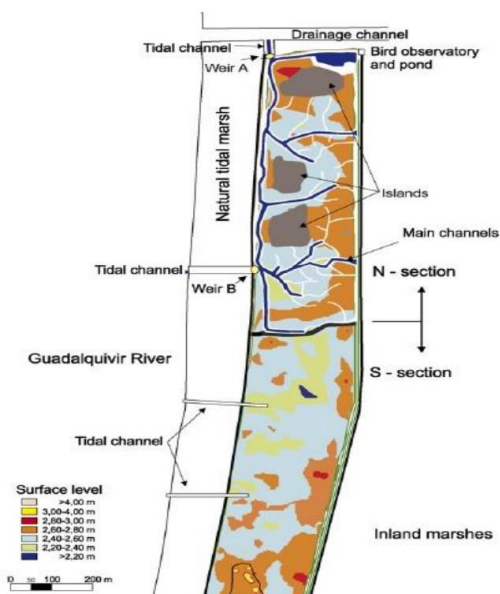 Drainage channel
Tidal channel
Bird observatory
and pond
Weir A
Natural tidal marsh
Islands
Main channels
Tidal channel
N - section
Weir B
Guadalquivir River
S - section
Tidal channel
Inland marshes
Surface level
>4,00 m
3,00-4,00 m
2,80-3,00 m
2,60-2,80 m
2,40-2,60 m
2,20-2,40 m
>2,20 m
0 50 100 200 m